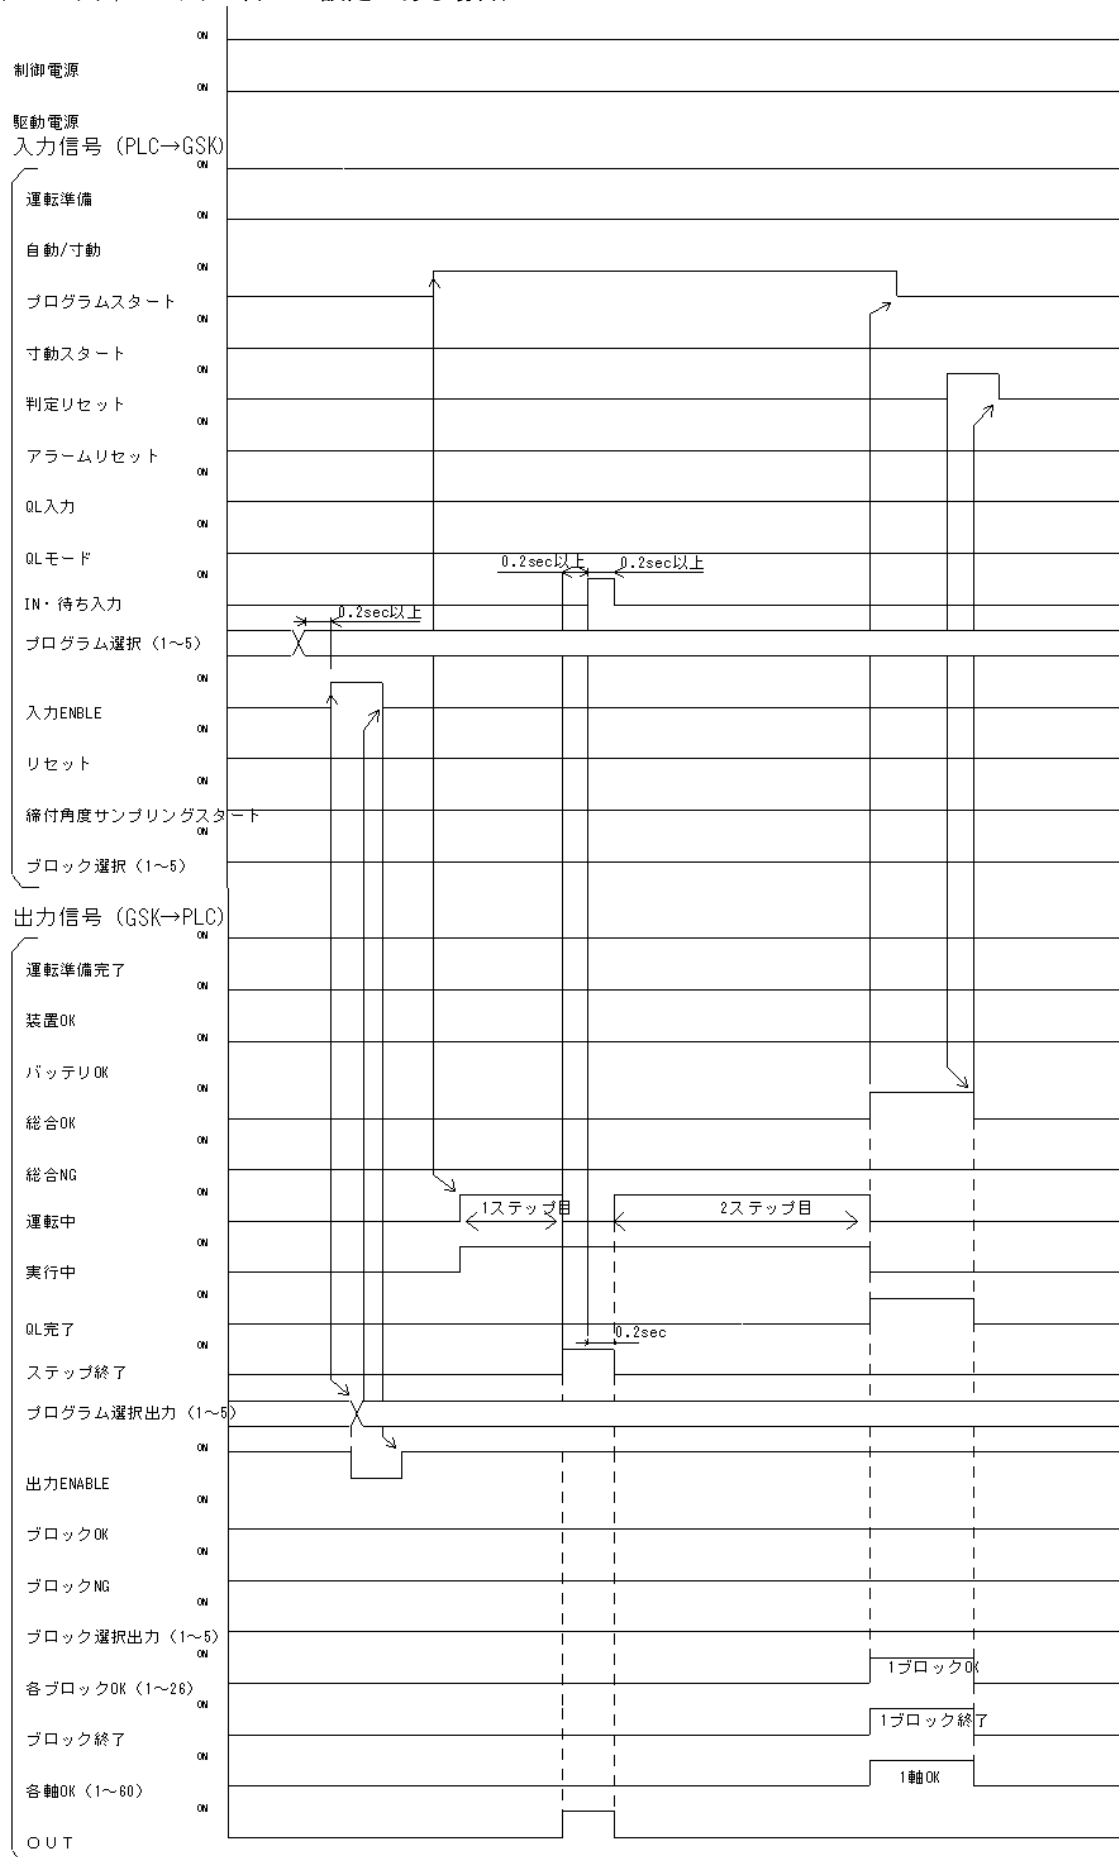 ON
制御電源
ON
駆動電源
入力信号（PLC→GSK）
ON
運転準備
ON
自動/寸動
ON
プログラムスタート
ON
寸動スタート
ON
判定リセット
ON
アラームリセット
ON
QL入力
ON
QLモード
0.2sec以上 0.2sec以上
ON
IN・待ち入力
0.2sec以上
プログラム選択（1～5）
ON
入力ENBLE
ON
リセット
ON
締付角度サンプリングスタート
ON
ブロック選択（1～5）
出力信号（GSK→PLC）
ON
運転準備完了
ON
装置OK
ON
バッテリOK
ON
総合OK
ON
総合NG
ON
運転中 1ステップ目 2ステップ目
ON
実行中
ON
QL完了
0.2sec
ON
ステップ終了
プログラム選択出力（1～5）
ON
出力ENABLE
ON
ブロックOK
ON
ブロックNG
ON
ブロック選択出力（1～5）
ON
各ブロックOK（1～26） 1ブロックOK
ON
ブロック終了 1ブロック終了
ON
各軸OK（1～60） 1軸OK
ON
ＯＵＴ